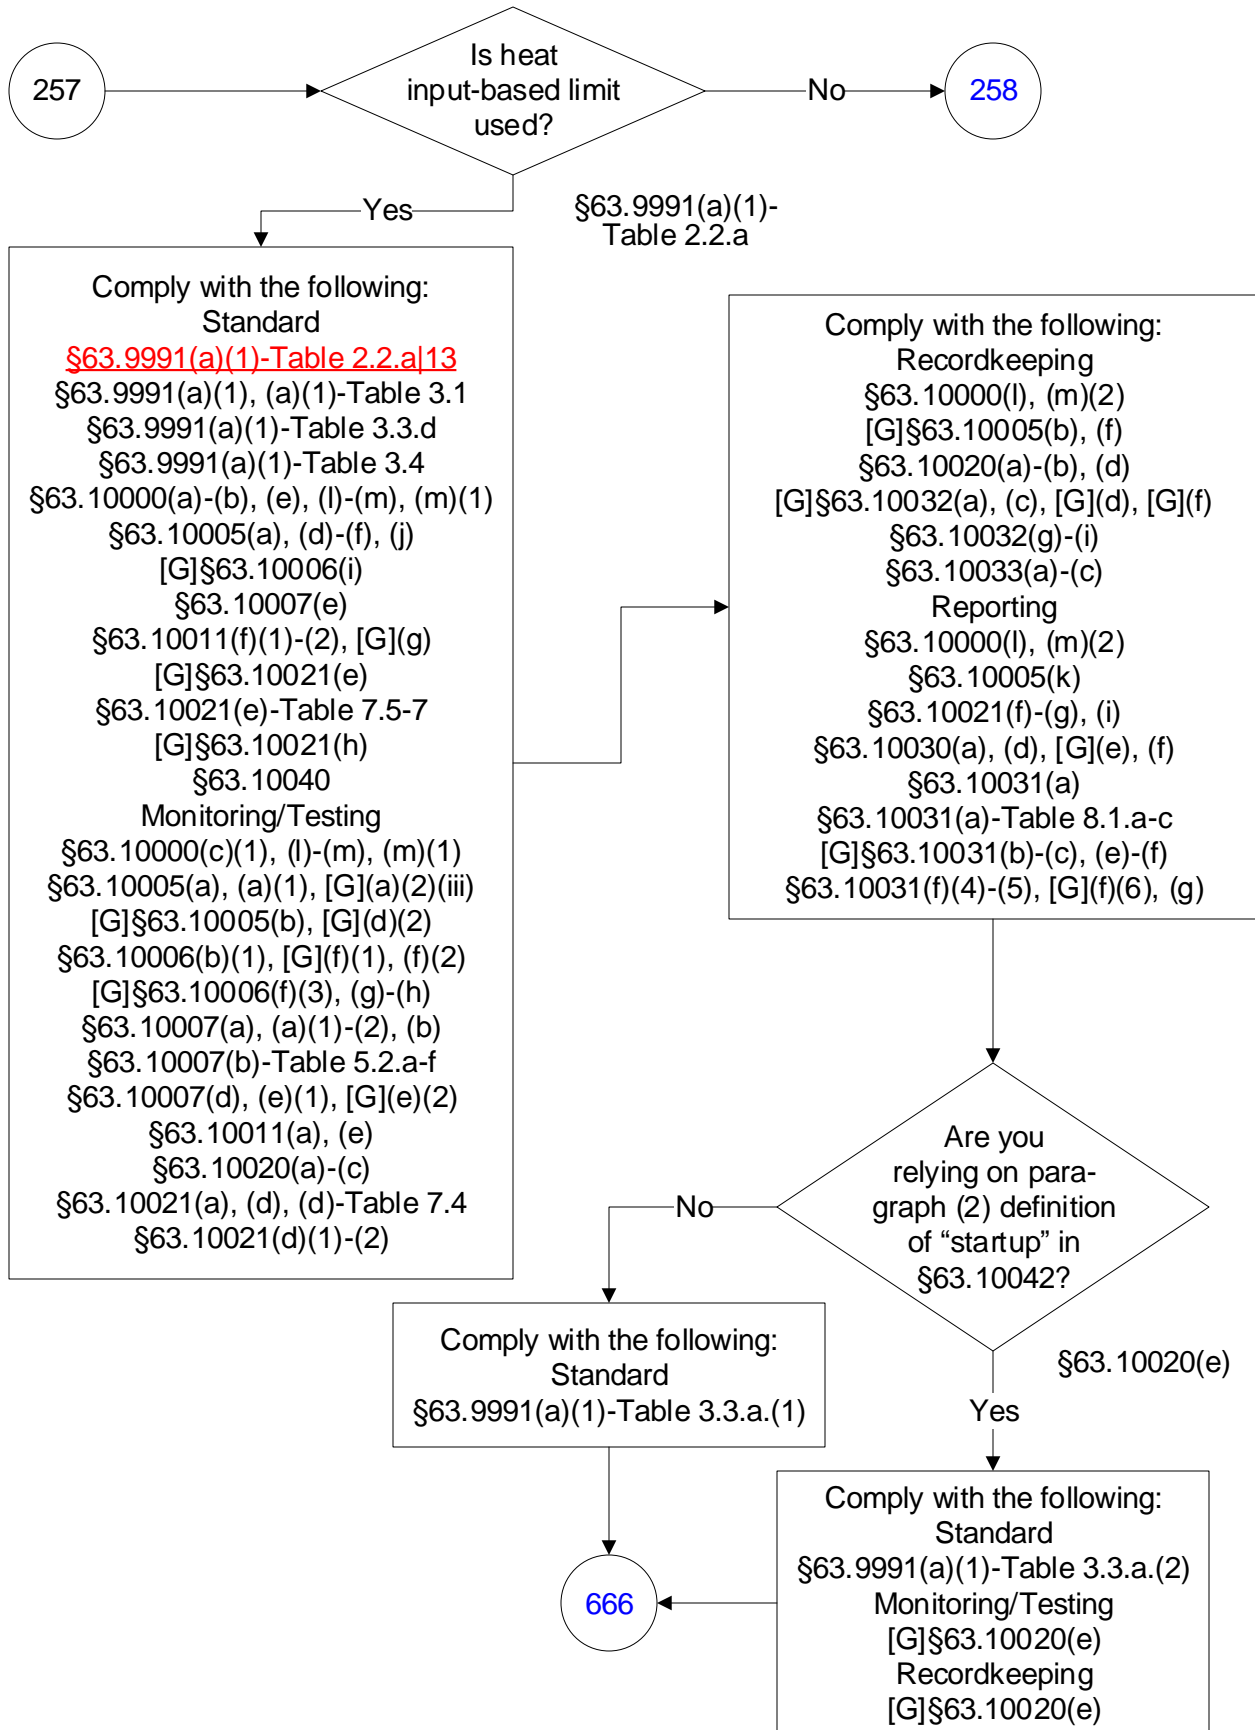 257
Is heat
input-based limit
used?
No
258
Yes
§63.9991(a)(1)-
Table 2.2.a
Comply with the following:
Standard
§63.9991(a)(1)-Table 2.2.a|13
§63.9991(a)(1), (a)(1)-Table 3.1
§63.9991(a)(1)-Table 3.3.d
§63.9991(a)(1)-Table 3.4
§63.10000(a)-(b), (e), (l)-(m), (m)(1)
§63.10005(a), (d)-(f), (j)
[G]§63.10006(i)
§63.10007(e)
§63.10011(f)(1)-(2), [G](g)
[G]§63.10021(e)
§63.10021(e)-Table 7.5-7
[G]§63.10021(h)
§63.10040
Monitoring/Testing
§63.10000(c)(1), (l)-(m), (m)(1)
§63.10005(a), (a)(1), [G](a)(2)(iii)
[G]§63.10005(b), [G](d)(2)
§63.10006(b)(1), [G](f)(1), (f)(2)
[G]§63.10006(f)(3), (g)-(h)
§63.10007(a), (a)(1)-(2), (b)
§63.10007(b)-Table 5.2.a-f
§63.10007(d), (e)(1), [G](e)(2)
§63.10011(a), (e)
§63.10020(a)-(c)
§63.10021(a), (d), (d)-Table 7.4
§63.10021(d)(1)-(2)
Comply with the following:
Recordkeeping
§63.10000(l), (m)(2)
[G]§63.10005(b), (f)
§63.10020(a)-(b), (d)
[G]§63.10032(a), (c), [G](d), [G](f)
§63.10032(g)-(i)
§63.10033(a)-(c)
Reporting
§63.10000(l), (m)(2)
§63.10005(k)
§63.10021(f)-(g), (i)
§63.10030(a), (d), [G](e), (f)
§63.10031(a)
§63.10031(a)-Table 8.1.a-c
[G]§63.10031(b)-(c), (e)-(f)
§63.10031(f)(4)-(5), [G](f)(6), (g)
Are you
relying on para-
graph (2) definition
of “startup” in
§63.10042?
No
§63.10020(e)
Yes
Comply with the following:
Standard
§63.9991(a)(1)-Table 3.3.a.(1)
Comply with the following:
Standard
§63.9991(a)(1)-Table 3.3.a.(2)
Monitoring/Testing
[G]§63.10020(e)
Recordkeeping
[G]§63.10020(e)
666